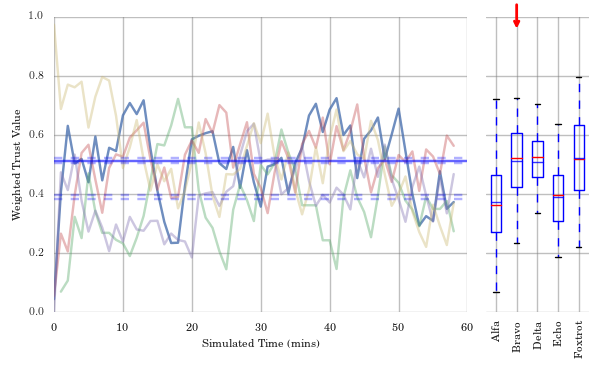 1.0
0.8
0.6
0.4
0.2
0.0
Weighted Trust Value
0 10 20 30 40 50 60
Simulated Time (mins)
Alfa
Bravo
Delta
Echo
Foxtrot